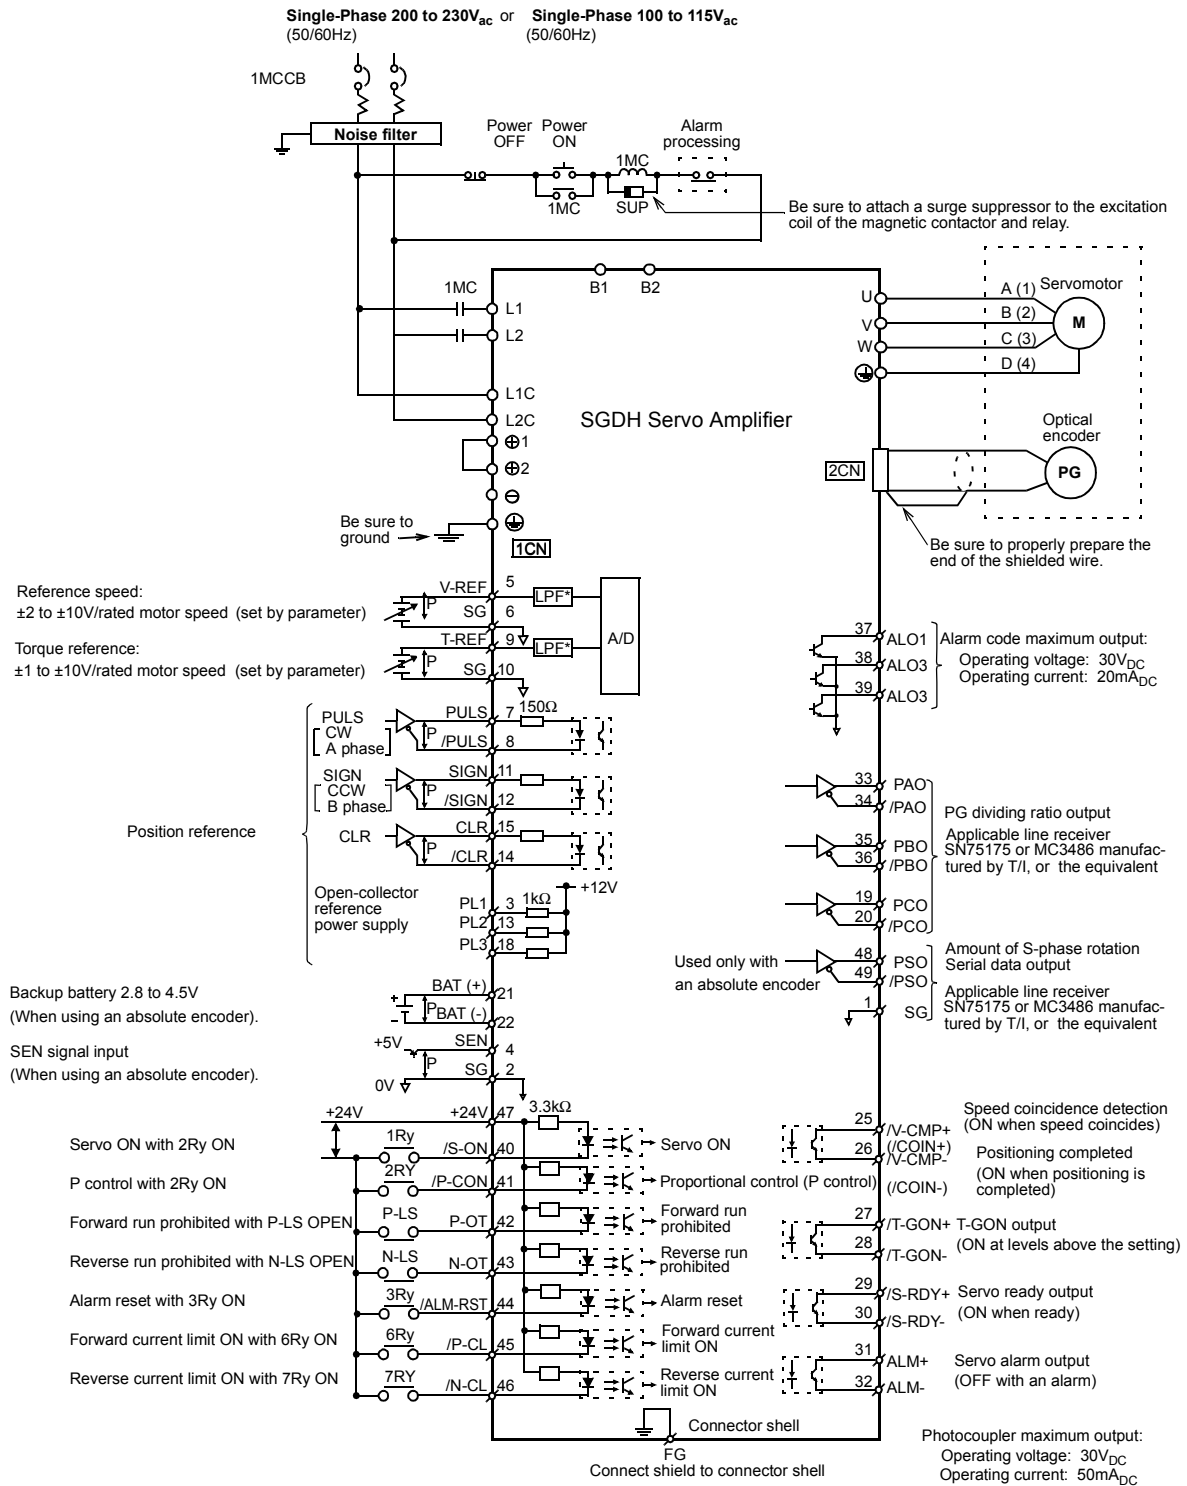 Single-Phase 200 to 230Vac or Single-Phase 100 to 115Vac
(50/60Hz) (50/60Hz)
1MCCB
Noise filter
Power OFF
Power ON
Alarm processing
1MC
1MC
SUP
Be sure to attach a surge suppressor to the excitation
coil of the magnetic contactor and relay.
B1 B2
1MC
L1
L2
L1C
L2C
⊕1
⊕2
⊖
Be sure to
ground
1CN
SGDH Servo Amplifier
U
V
W
A (1)
B (2)
C (3)
D (4)
Servomotor
M
Optical
encoder
PG
2CN
Be sure to properly prepare the
end of the shielded wire.
Reference speed:
±2 to ±10V/rated motor speed (set by parameter)
V-REF 5
P
SG 6
LPF*
Torque reference:
±1 to ±10V/rated motor speed (set by parameter)
T-REF 9
P
SG 10
LPF*
A/D
37 ALO1
38 ALO3
39 ALO3
Alarm code maximum output:
Operating voltage: 30VDC
Operating current: 20mADC
Position reference
PULS
CW
A phase
P
PULS 7
150Ω
/PULS 8
SIGN
CCW
B phase
P
SIGN 11
/SIGN 12
CLR
P
CLR 15
/CLR 14
Open-collector
reference
power supply
+12V
PL1 3 1kΩ
PL2 13
PL3 18
33 PAO
34 /PAO
35 PBO
36 /PBO
19 PCO
20 /PCO
PG dividing ratio output
Applicable line receiver
SN75175 or MC3486 manufac-
tured by T/I, or the equivalent
Used only with
an absolute encoder
48 PSO
49 /PSO
1 SG
Amount of S-phase rotation
Serial data output
Applicable line receiver
SN75175 or MC3486 manufac-
tured by T/I, or the equivalent
Backup battery 2.8 to 4.5V
(When using an absolute encoder).
+
-
P
BAT (+) 21
BAT (-) 22
SEN signal input
(When using an absolute encoder).
+5V
0V
P
SEN 4
SG 2
+24V
+24V 47
3.3kΩ
Servo ON with 2Ry ON
1Ry
/S-ON 40
Servo ON
P control with 2Ry ON
2RY
/P-CON 41
Proportional control (P control)
Forward run prohibited with P-LS OPEN
P-LS
P-OT 42
Forward run
prohibited
Reverse run prohibited with N-LS OPEN
N-LS
N-OT 43
Reverse run
prohibited
Alarm reset with 3Ry ON
3Ry
/ALM-RST 44
Alarm reset
Forward current limit ON with 6Ry ON
6Ry
/P-CL 45
Forward current
limit ON
Reverse current limit ON with 7Ry ON
7RY
/N-CL 46
Reverse current
limit ON
25 /V-CMP+
(/COIN+)
26 /V-CMP-
(/COIN-)
Speed coincidence detection
(ON when speed coincides)
Positioning completed
(ON when positioning is
completed)
27 /T-GON+
28 /T-GON-
T-GON output
(ON at levels above the setting)
29 /S-RDY+
30 /S-RDY-
Servo ready output
(ON when ready)
31 ALM+
32 ALM-
Servo alarm output
(OFF with an alarm)
Connector shell
FG
Connect shield to connector shell
Photocoupler maximum output:
Operating voltage: 30VDC
Operating current: 50mADC